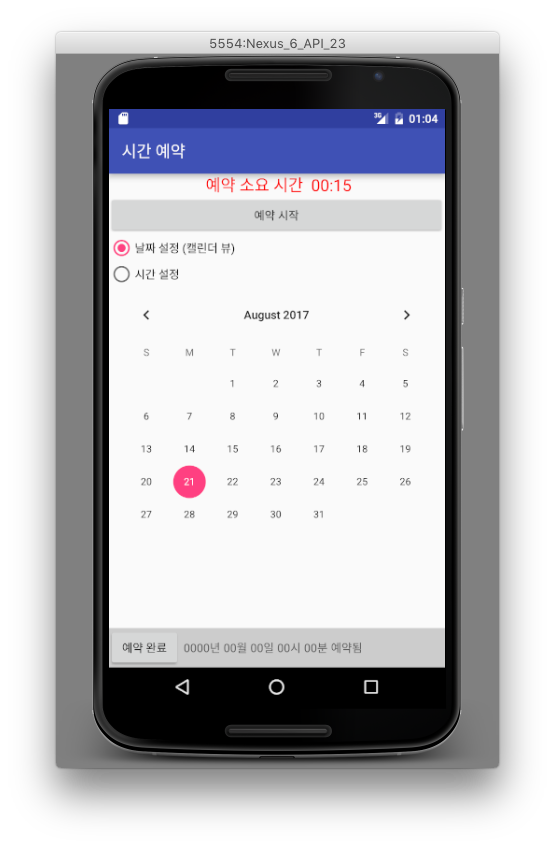 5554:Nexus_6_API_23
3G 01:04
시간 예약
예약 소요 시간 00:15
예약 시작
날짜 설정 (캘린더 뷰)
시간 설정
August 2017
S M T W T F S
1 2 3 4 5
6 7 8 9 10 11 12
13 14 15 16 17 18 19
20 21 22 23 24 25 26
27 28 29 30 31
예약 완료 0000년 00월 00일 00시 00분 예약됨